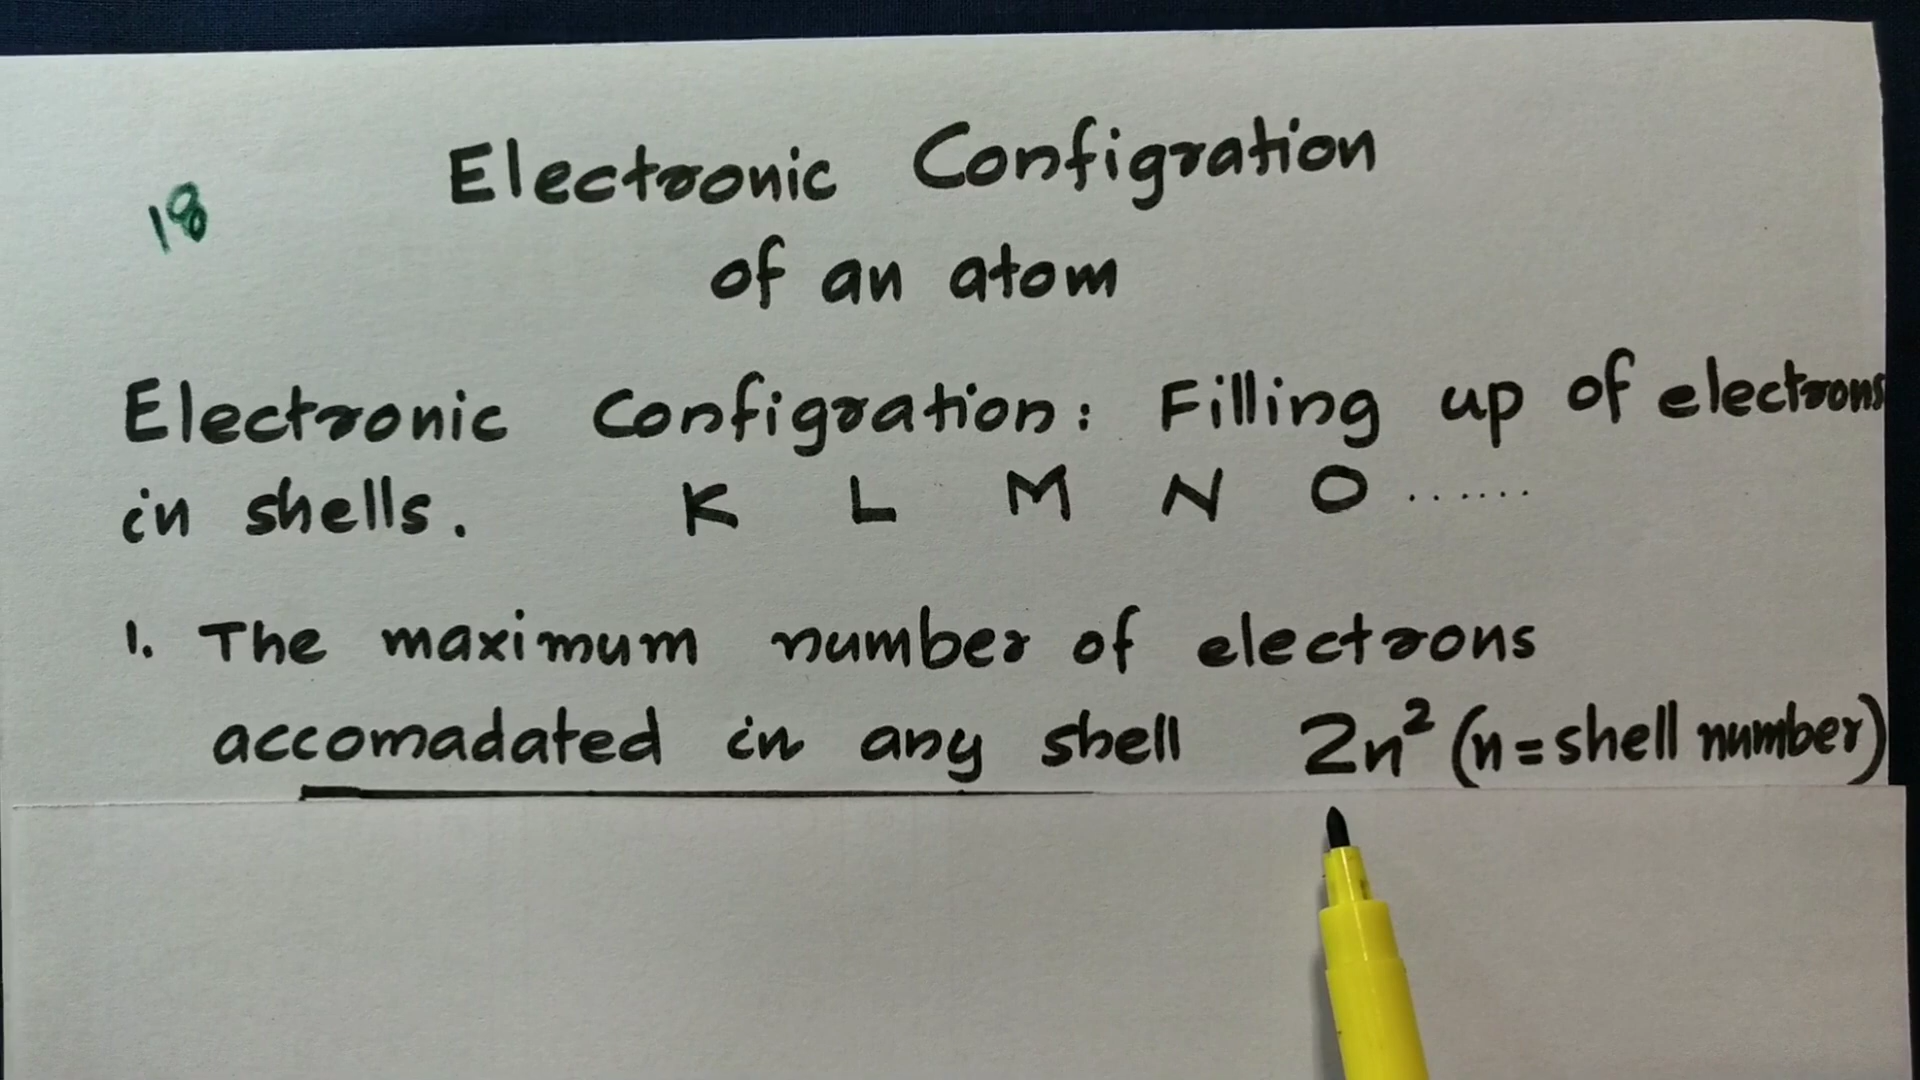 18
Electronic Configration
of an atom
Electronic Configration: Filling up of electrons
in shells. K L M N O .......
1. The maximum number of electrons
accomadated in any shell 2n² (n=shell number)